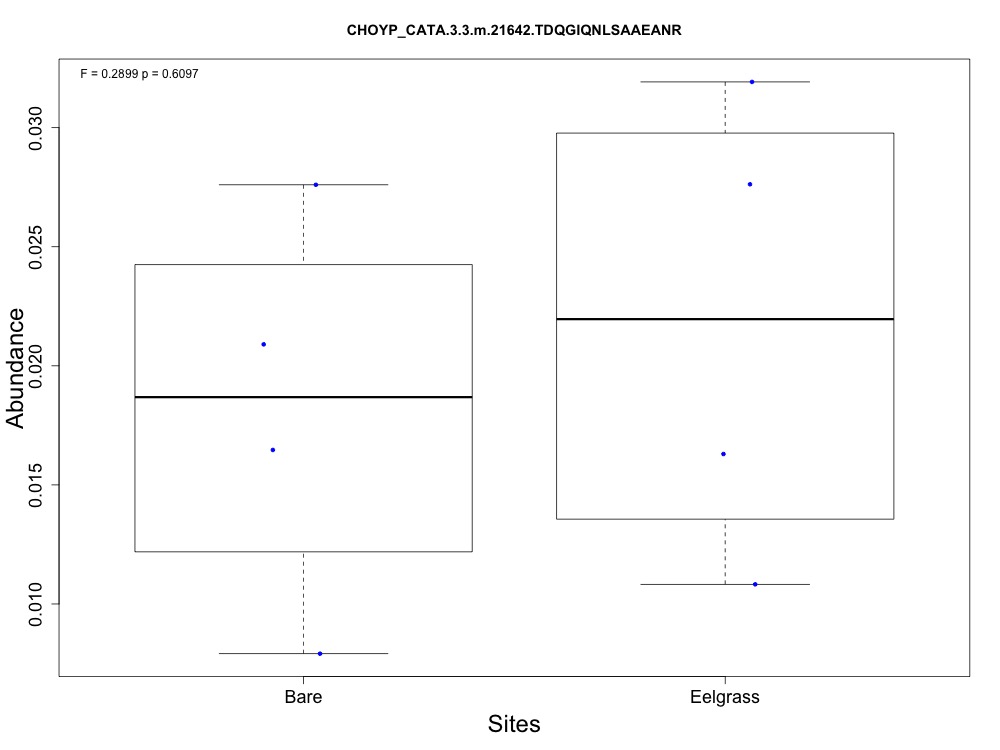 CHOYP_CATA.3.3.m.21642.TDQGIQNLSAAEANR
F = 0.2899 p = 0.6097
0.030
0.025
0.020
0.015
0.010
Abundance
Bare
Eelgrass
Sites